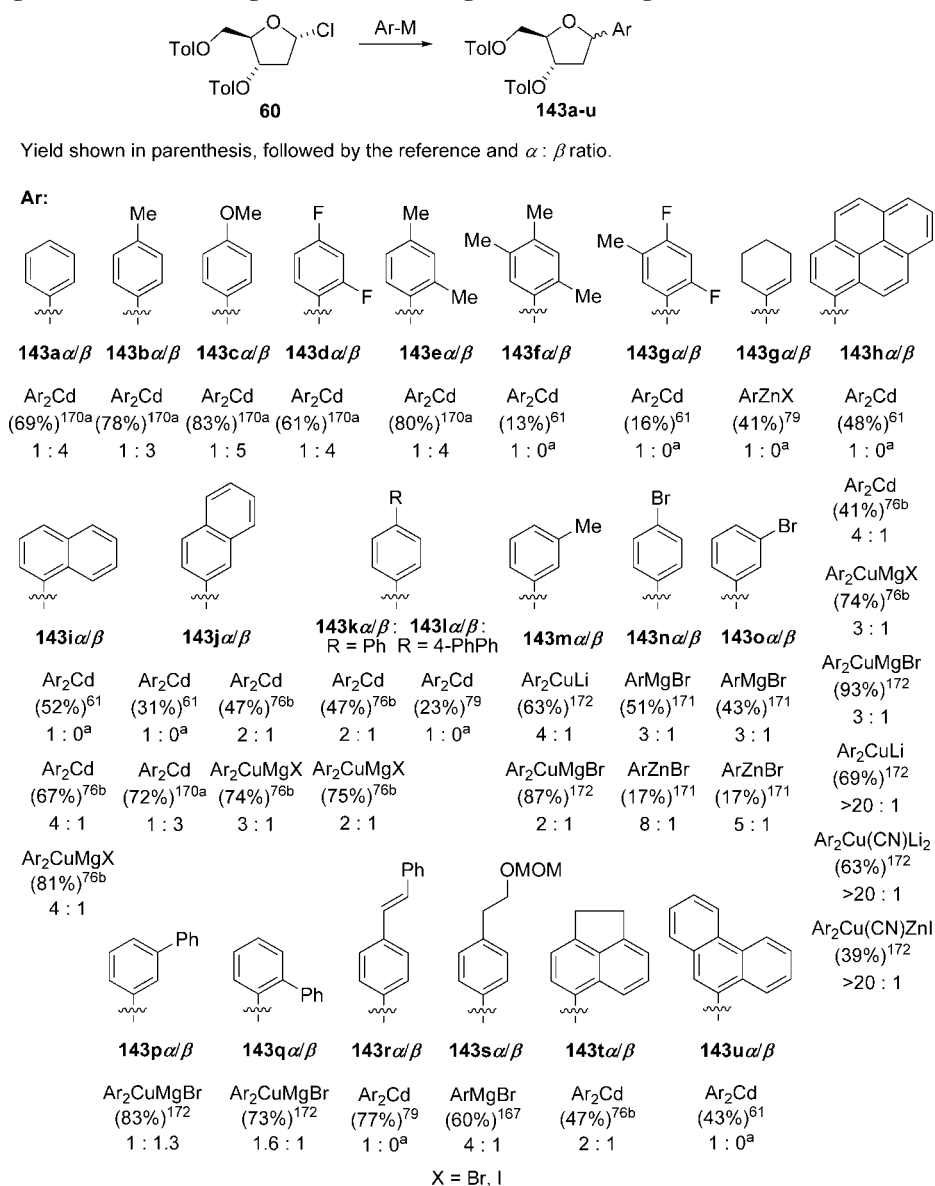 O
Cl
Ar-M
O
Ar
TolO
TolO
TolO
TolO
60
143a-u
Yield shown in parenthesis, followed by the reference and α : β ratio.
Ar:
Me
OMe
F
F
Me
Me
Me
Me
Me
F
Me
F
143aα/β 143bα/β 143cα/β 143dα/β 143eα/β 143fα/β 143gα/β 143gα/β 143hα/β
Ar2Cd Ar2Cd Ar2Cd Ar2Cd Ar2Cd Ar2Cd Ar2Cd ArZnX Ar2Cd
(69%)170a (78%)170a (83%)170a (61%)170a (80%)170a (13%)61 (16%)61 (41%)79 (48%)61
1 : 4 1 : 3 1 : 5 1 : 4 1 : 4 1 : 0a 1 : 0a 1 : 0a 1 : 0a
Ar2Cd
(41%)76b
4 : 1
Ar2CuMgX
(74%)76b
3 : 1
Ar2CuMgBr
(93%)172
3 : 1
Ar2CuLi
(69%)172
>20 : 1
Ar2Cu(CN)Li2
(63%)172
>20 : 1
Ar2Cu(CN)ZnI
(39%)172
>20 : 1
R
Me
Br
Br
143iα/β 143jα/β 143kα/β: 143lα/β: 143mα/β 143nα/β 143oα/β
R = Ph R = 4-PhPh
Ar2Cd Ar2Cd Ar2Cd Ar2Cd Ar2Cd Ar2CuLi ArMgBr ArMgBr
(52%)61 (31%)61 (47%)76b (47%)76b (23%)79 (63%)172 (51%)171 (43%)171
1 : 0a 1 : 0a 2 : 1 2 : 1 1 : 0a 4 : 1 3 : 1 3 : 1
Ar2Cd Ar2Cd Ar2CuMgX Ar2CuMgX Ar2CuMgBr ArZnBr ArZnBr
(67%)76b (72%)170a (74%)76b (75%)76b (87%)172 (17%)171 (17%)171
4 : 1 1 : 3 3 : 1 2 : 1 2 : 1 8 : 1 5 : 1
Ar2CuMgX
(81%)76b
4 : 1
Ph
Ph
Ph
OMOM
143pα/β 143qα/β 143rα/β 143sα/β 143tα/β 143uα/β
Ar2CuMgBr Ar2CuMgBr Ar2Cd ArMgBr Ar2Cd Ar2Cd
(83%)172 (73%)172 (77%)79 (60%)167 (47%)76b (43%)61
1 : 1.3 1.6 : 1 1 : 0a 4 : 1 2 : 1 1 : 0a
X = Br, I